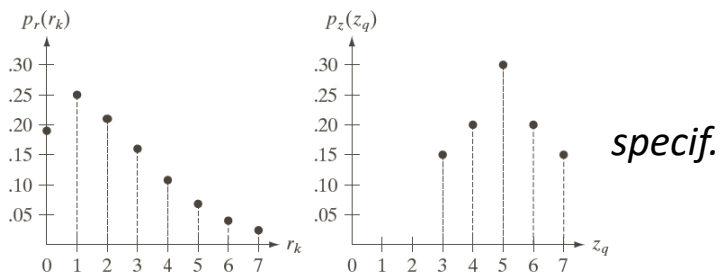 p_r(r_k)
.30
.25
.20
.15
.10
.05
0 1 2 3 4 5 6 7 r_k
p_z(z_q)
.30
.25
.20
.15
.10
.05
0 1 2 3 4 5 6 7 z_q
specif.